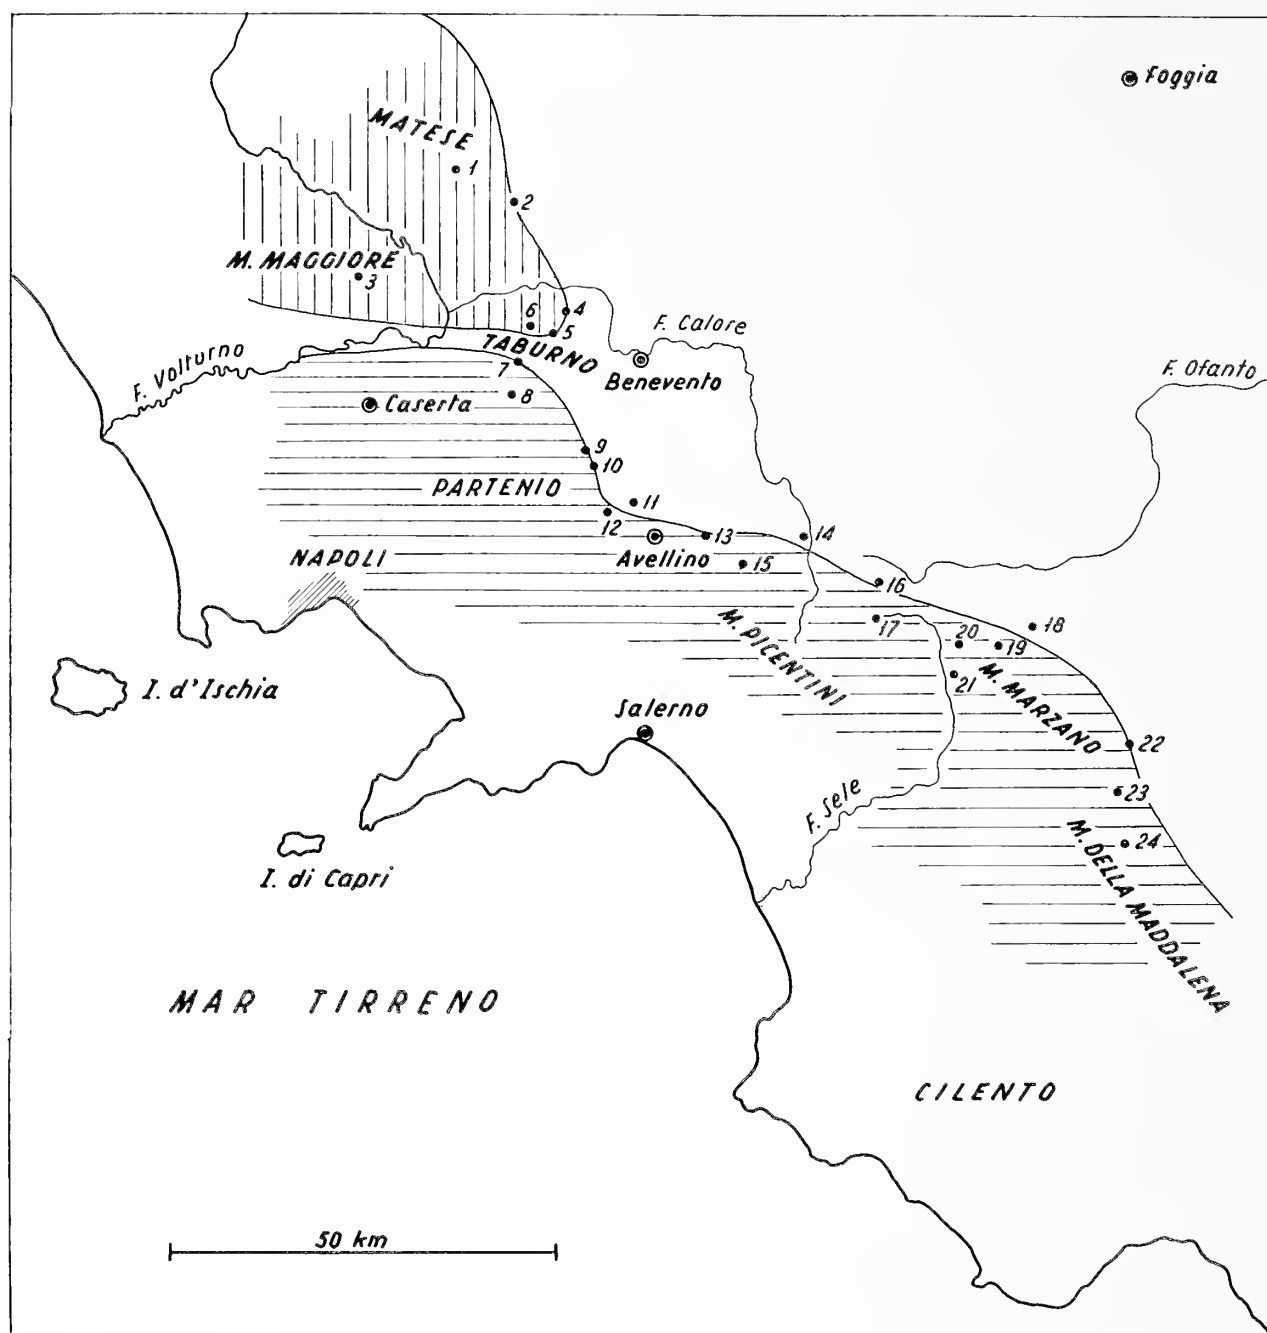 Foggia
MATESE
1
2
M. MAGGIORE
3
4
6
5
F. Calore
TABURNO
F. Volturno
7
Benevento
F. Ofanto
8
Caserta
9
10
PARTENIO
11
12
13
14
NAPOLI
Avellino
15
16
M. PICENTINI
17
18
20
19
21
M. MARZANO
I. d'Ischia
Salerno
22
F. Sele
23
24
M. DELLA MADDALENA
I. di Capri
MAR TIRRENO
CILENTO
50 km